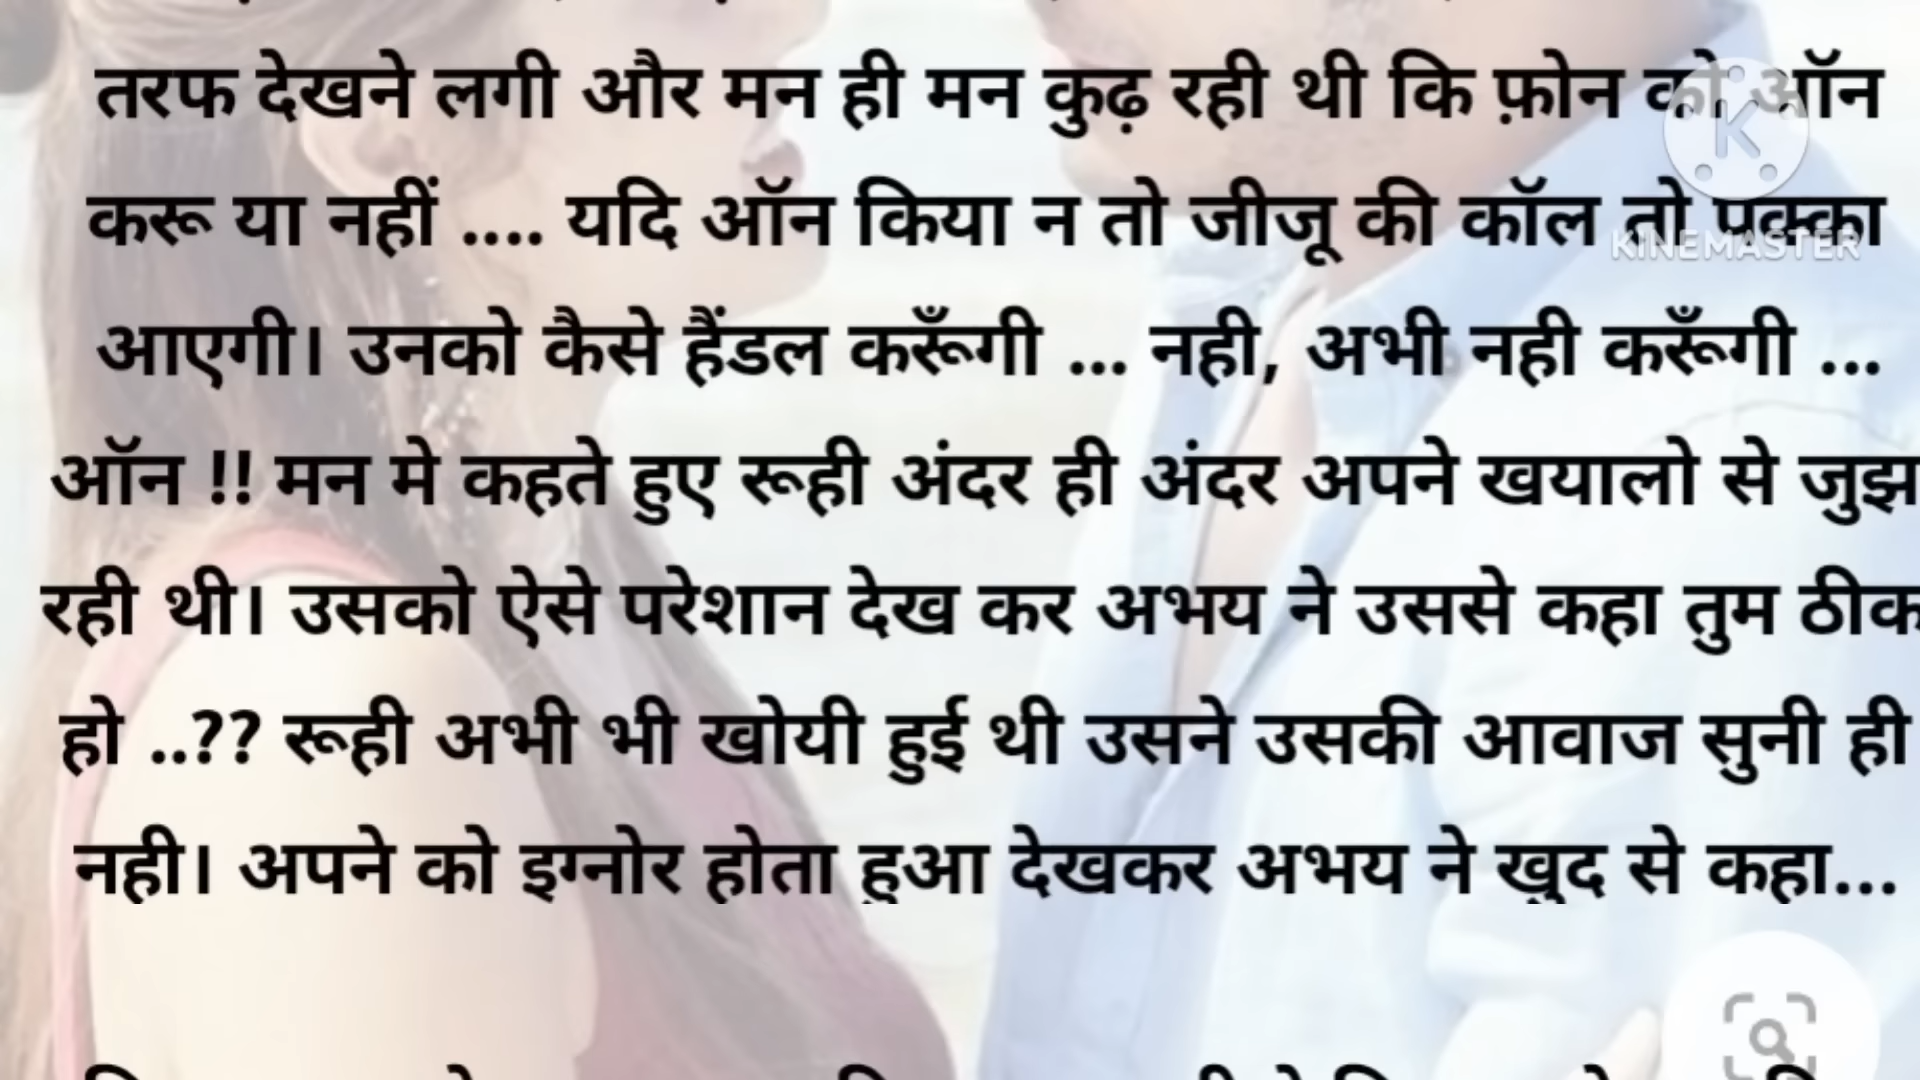 तरफ देखने लगी और मन ही मन कुढ़ रही थी कि फ़ोन को ऑन
करू या नहीं .... यदि ऑन किया न तो जीजू की कॉल तो पक्का
KINEMASTER
आएगी। उनको कैसे हैंडल करूँगी ... नही, अभी नही करूँगी ...
ऑन !! मन मे कहते हुए रूही अंदर ही अंदर अपने खयालो से जुझ
रही थी। उसको ऐसे परेशान देख कर अभय ने उससे कहा तुम ठीक
हो ..?? रूही अभी भी खोयी हुई थी उसने उसकी आवाज सुनी ही
नही। अपने को इग्नोर होता हुआ देखकर अभय ने खुद से कहा...